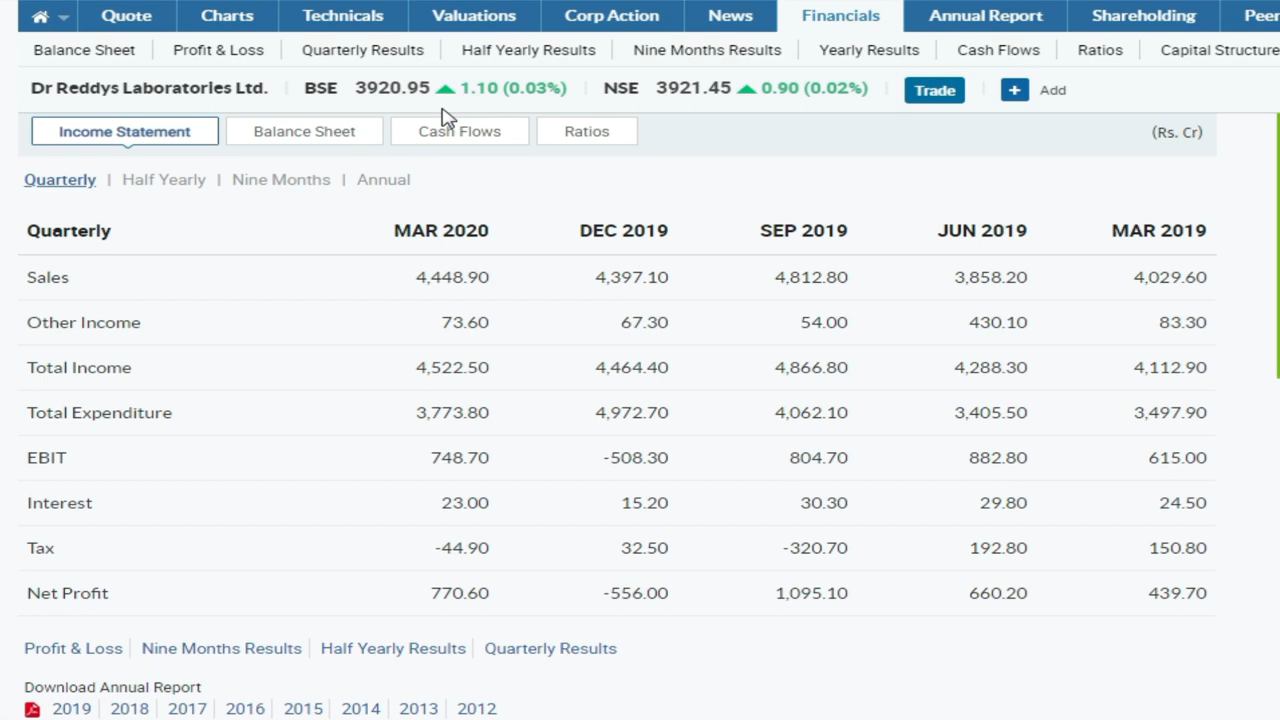 Quote Charts Technicals Valuations Corp Action News Financials Annual Report Shareholding Peer
Balance Sheet Profit & Loss Quarterly Results Half Yearly Results Nine Months Results Yearly Results Cash Flows Ratios Capital Structure
Dr Reddys Laboratories Ltd. BSE 3920.95 1.10 (0.03%) NSE 3921.45 0.90 (0.02%) Trade + Add
Income Statement Balance Sheet Cash Flows Ratios (Rs. Cr)
Quarterly | Half Yearly | Nine Months | Annual
Quarterly MAR 2020 DEC 2019 SEP 2019 JUN 2019 MAR 2019
Sales 4,448.90 4,397.10 4,812.80 3,858.20 4,029.60
Other Income 73.60 67.30 54.00 430.10 83.30
Total Income 4,522.50 4,464.40 4,866.80 4,288.30 4,112.90
Total Expenditure 3,773.80 4,972.70 4,062.10 3,405.50 3,497.90
EBIT 748.70 -508.30 804.70 882.80 615.00
Interest 23.00 15.20 30.30 29.80 24.50
Tax -44.90 32.50 -320.70 192.80 150.80
Net Profit 770.60 -556.00 1,095.10 660.20 439.70
Profit & Loss Nine Months Results Half Yearly Results Quarterly Results
Download Annual Report
2019 2018 2017 2016 2015 2014 2013 2012